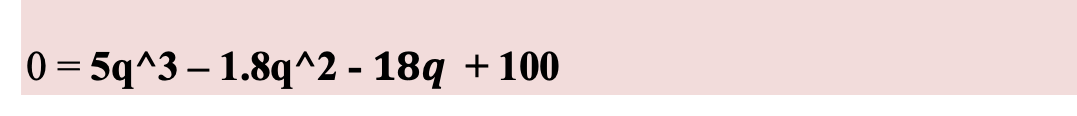 0 = 5q^3 – 1.8q^2 - 18q + 100